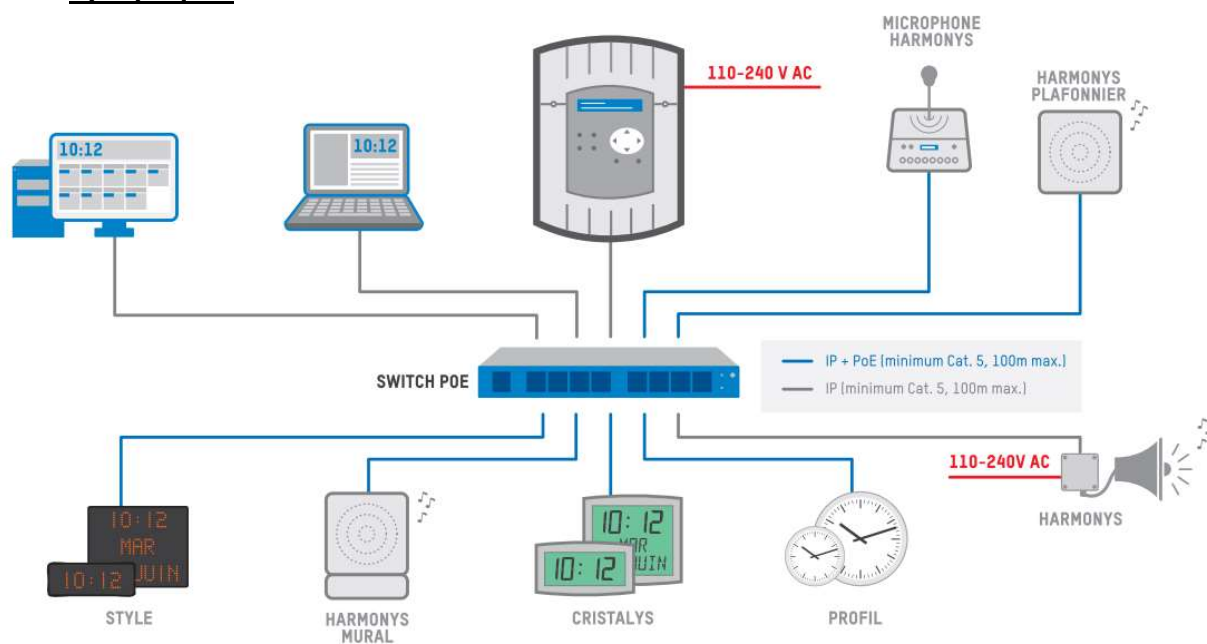 MICROPHONE
HARMONYS
110-240 V AC
HARMONYS
PLAFONNIER
10:12
10:12
SWITCH POE
IP + PoE (minimum Cat. 5, 100m max.)
IP (minimum Cat. 5, 100m max.)
110-240V AC
HARMONYS
10:12
MAR
JUIN
10:12
STYLE
HARMONYS
MURAL
10:12
MAR
JUIN
10:12
CRISTALYS
PROFIL